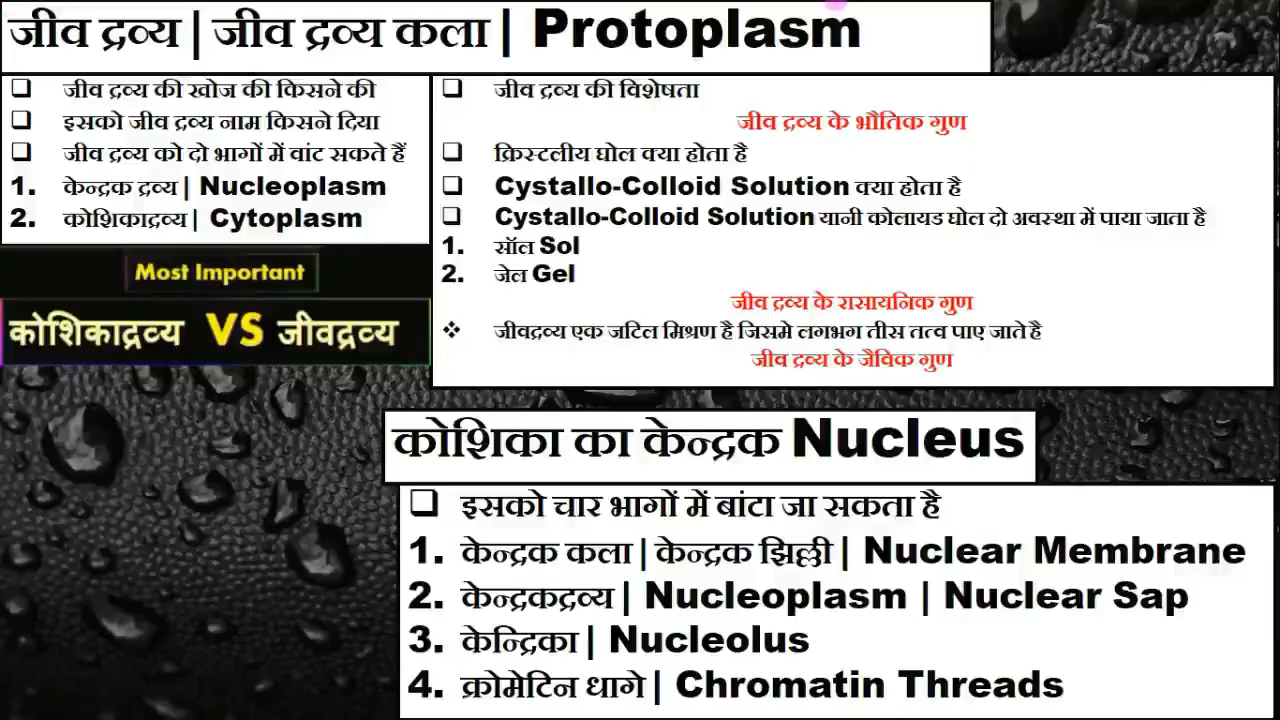 जीव द्रव्य | जीव द्रव्य कला | Protoplasm
❑ जीव द्रव्य की खोज की किसने की
❑ इसको जीव द्रव्य नाम किसने दिया
❑ जीव द्रव्य को दो भागों में वांट सकते हैं
1. केन्द्रक द्रव्य | Nucleoplasm
2. कोशिकाद्रव्य | Cytoplasm
Most Important
कोशिकाद्रव्य VS जीवद्रव्य
❑ जीव द्रव्य की विशेषता
जीव द्रव्य के भौतिक गुण
❑ क्रिस्टलीय घोल क्या होता है
❑ Cystallo-Colloid Solution क्या होता है
❑ Cystallo-Colloid Solution यानी कोलायड घोल दो अवस्था में पाया जाता है
1. सॉल Sol
2. जेल Gel
जीव द्रव्य के रासायनिक गुण
❖ जीवद्रव्य एक जटिल मिश्रण है जिसमे लगभग तीस तत्व पाए जाते है
जीव द्रव्य के जैविक गुण
कोशिका का केन्द्रक Nucleus
❑ इसको चार भागों में बांटा जा सकता है
1. केन्द्रक कला | केन्द्रक झिल्ली | Nuclear Membrane
2. केन्द्रकद्रव्य | Nucleoplasm | Nuclear Sap
3. केन्द्रिका | Nucleolus
4. क्रोमेटिन धागे | Chromatin Threads